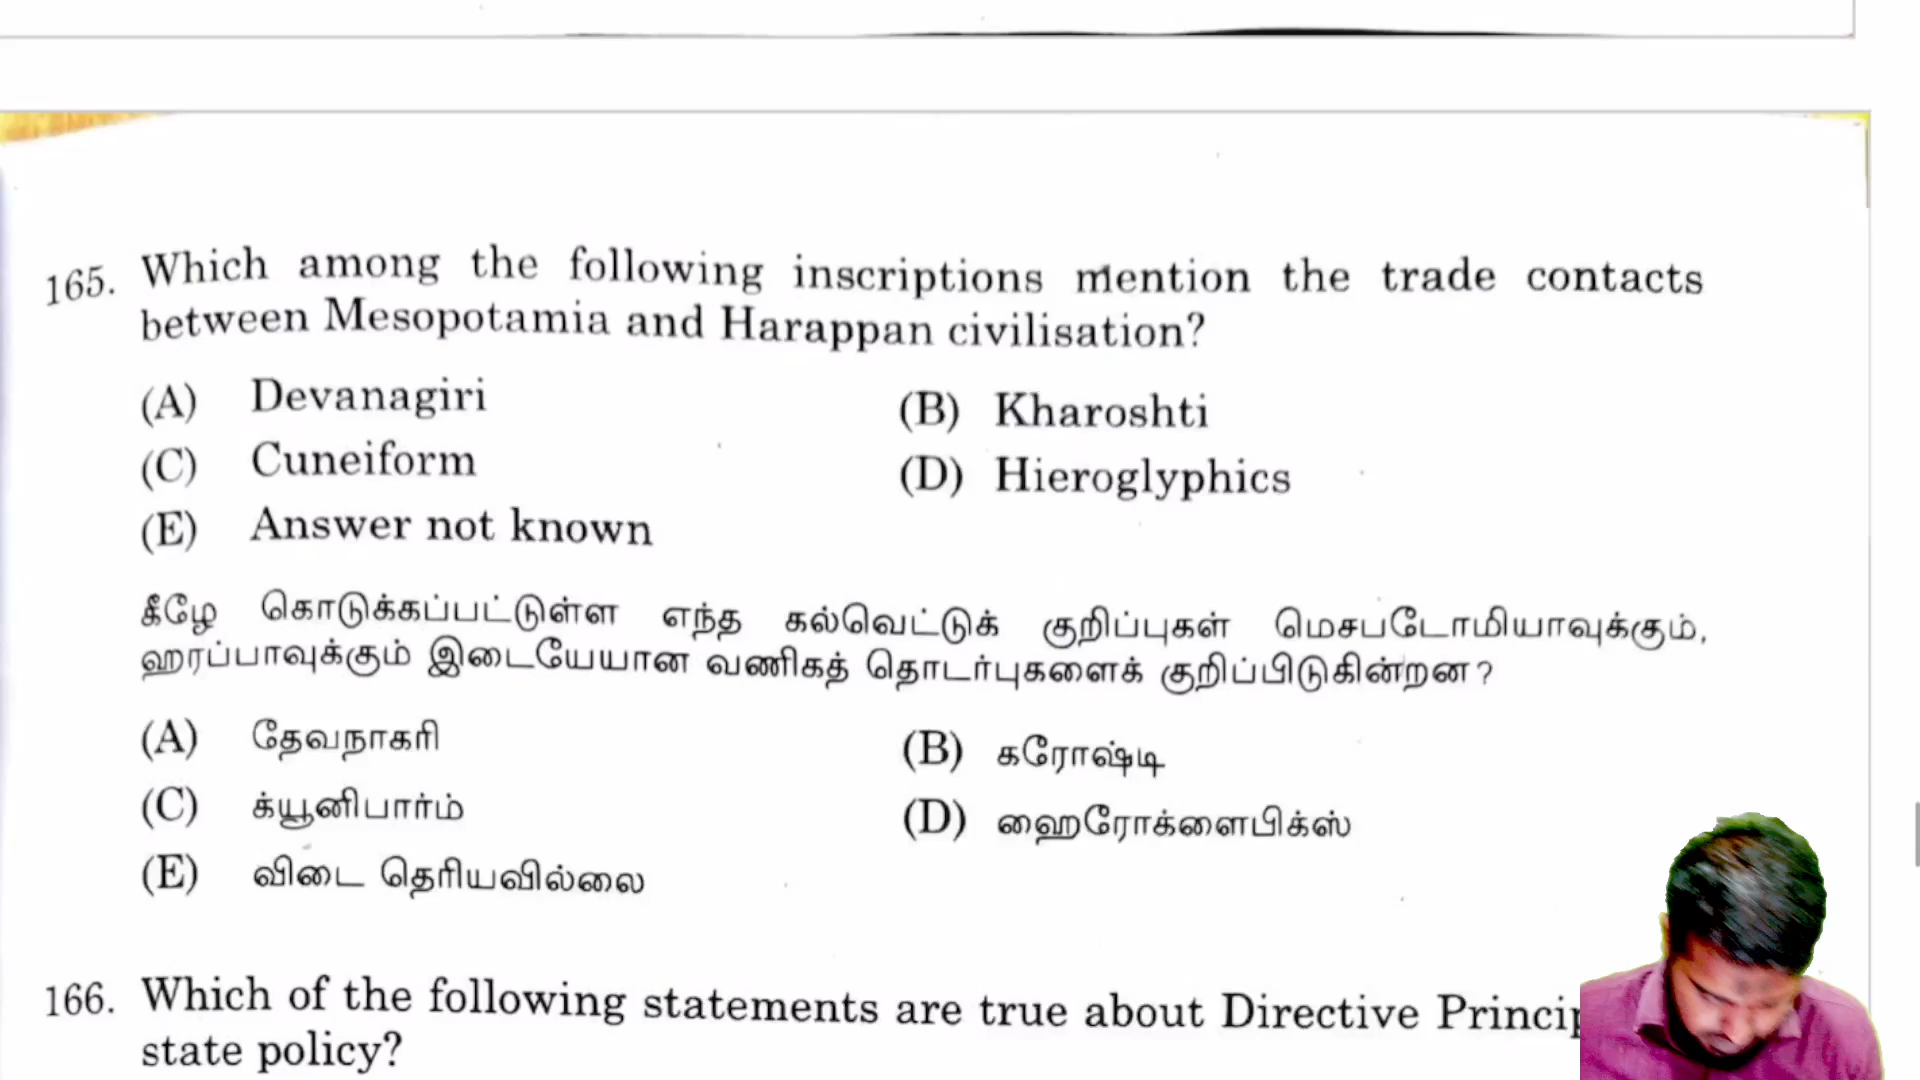 165. Which among the following inscriptions mention the trade contacts
between Mesopotamia and Harappan civilisation?
(A) Devanagiri (B) Kharoshti
(C) Cuneiform (D) Hieroglyphics
(E) Answer not known
கீழே கொடுக்கப்பட்டுள்ள எந்த கல்வெட்டுக் குறிப்புகள் மெசபடோமியாவுக்கும்,
ஹரப்பாவுக்கும் இடையேயான வணிகத் தொடர்புகளைக் குறிப்பிடுகின்றன?
(A) தேவநாகரி (B) கரோஷ்டி
(C) க்யூனிபார்ம் (D) ஹைரோக்ளைபிக்ஸ்
(E) விடை தெரியவில்லை
166. Which of the following statements are true about Directive
state policy?